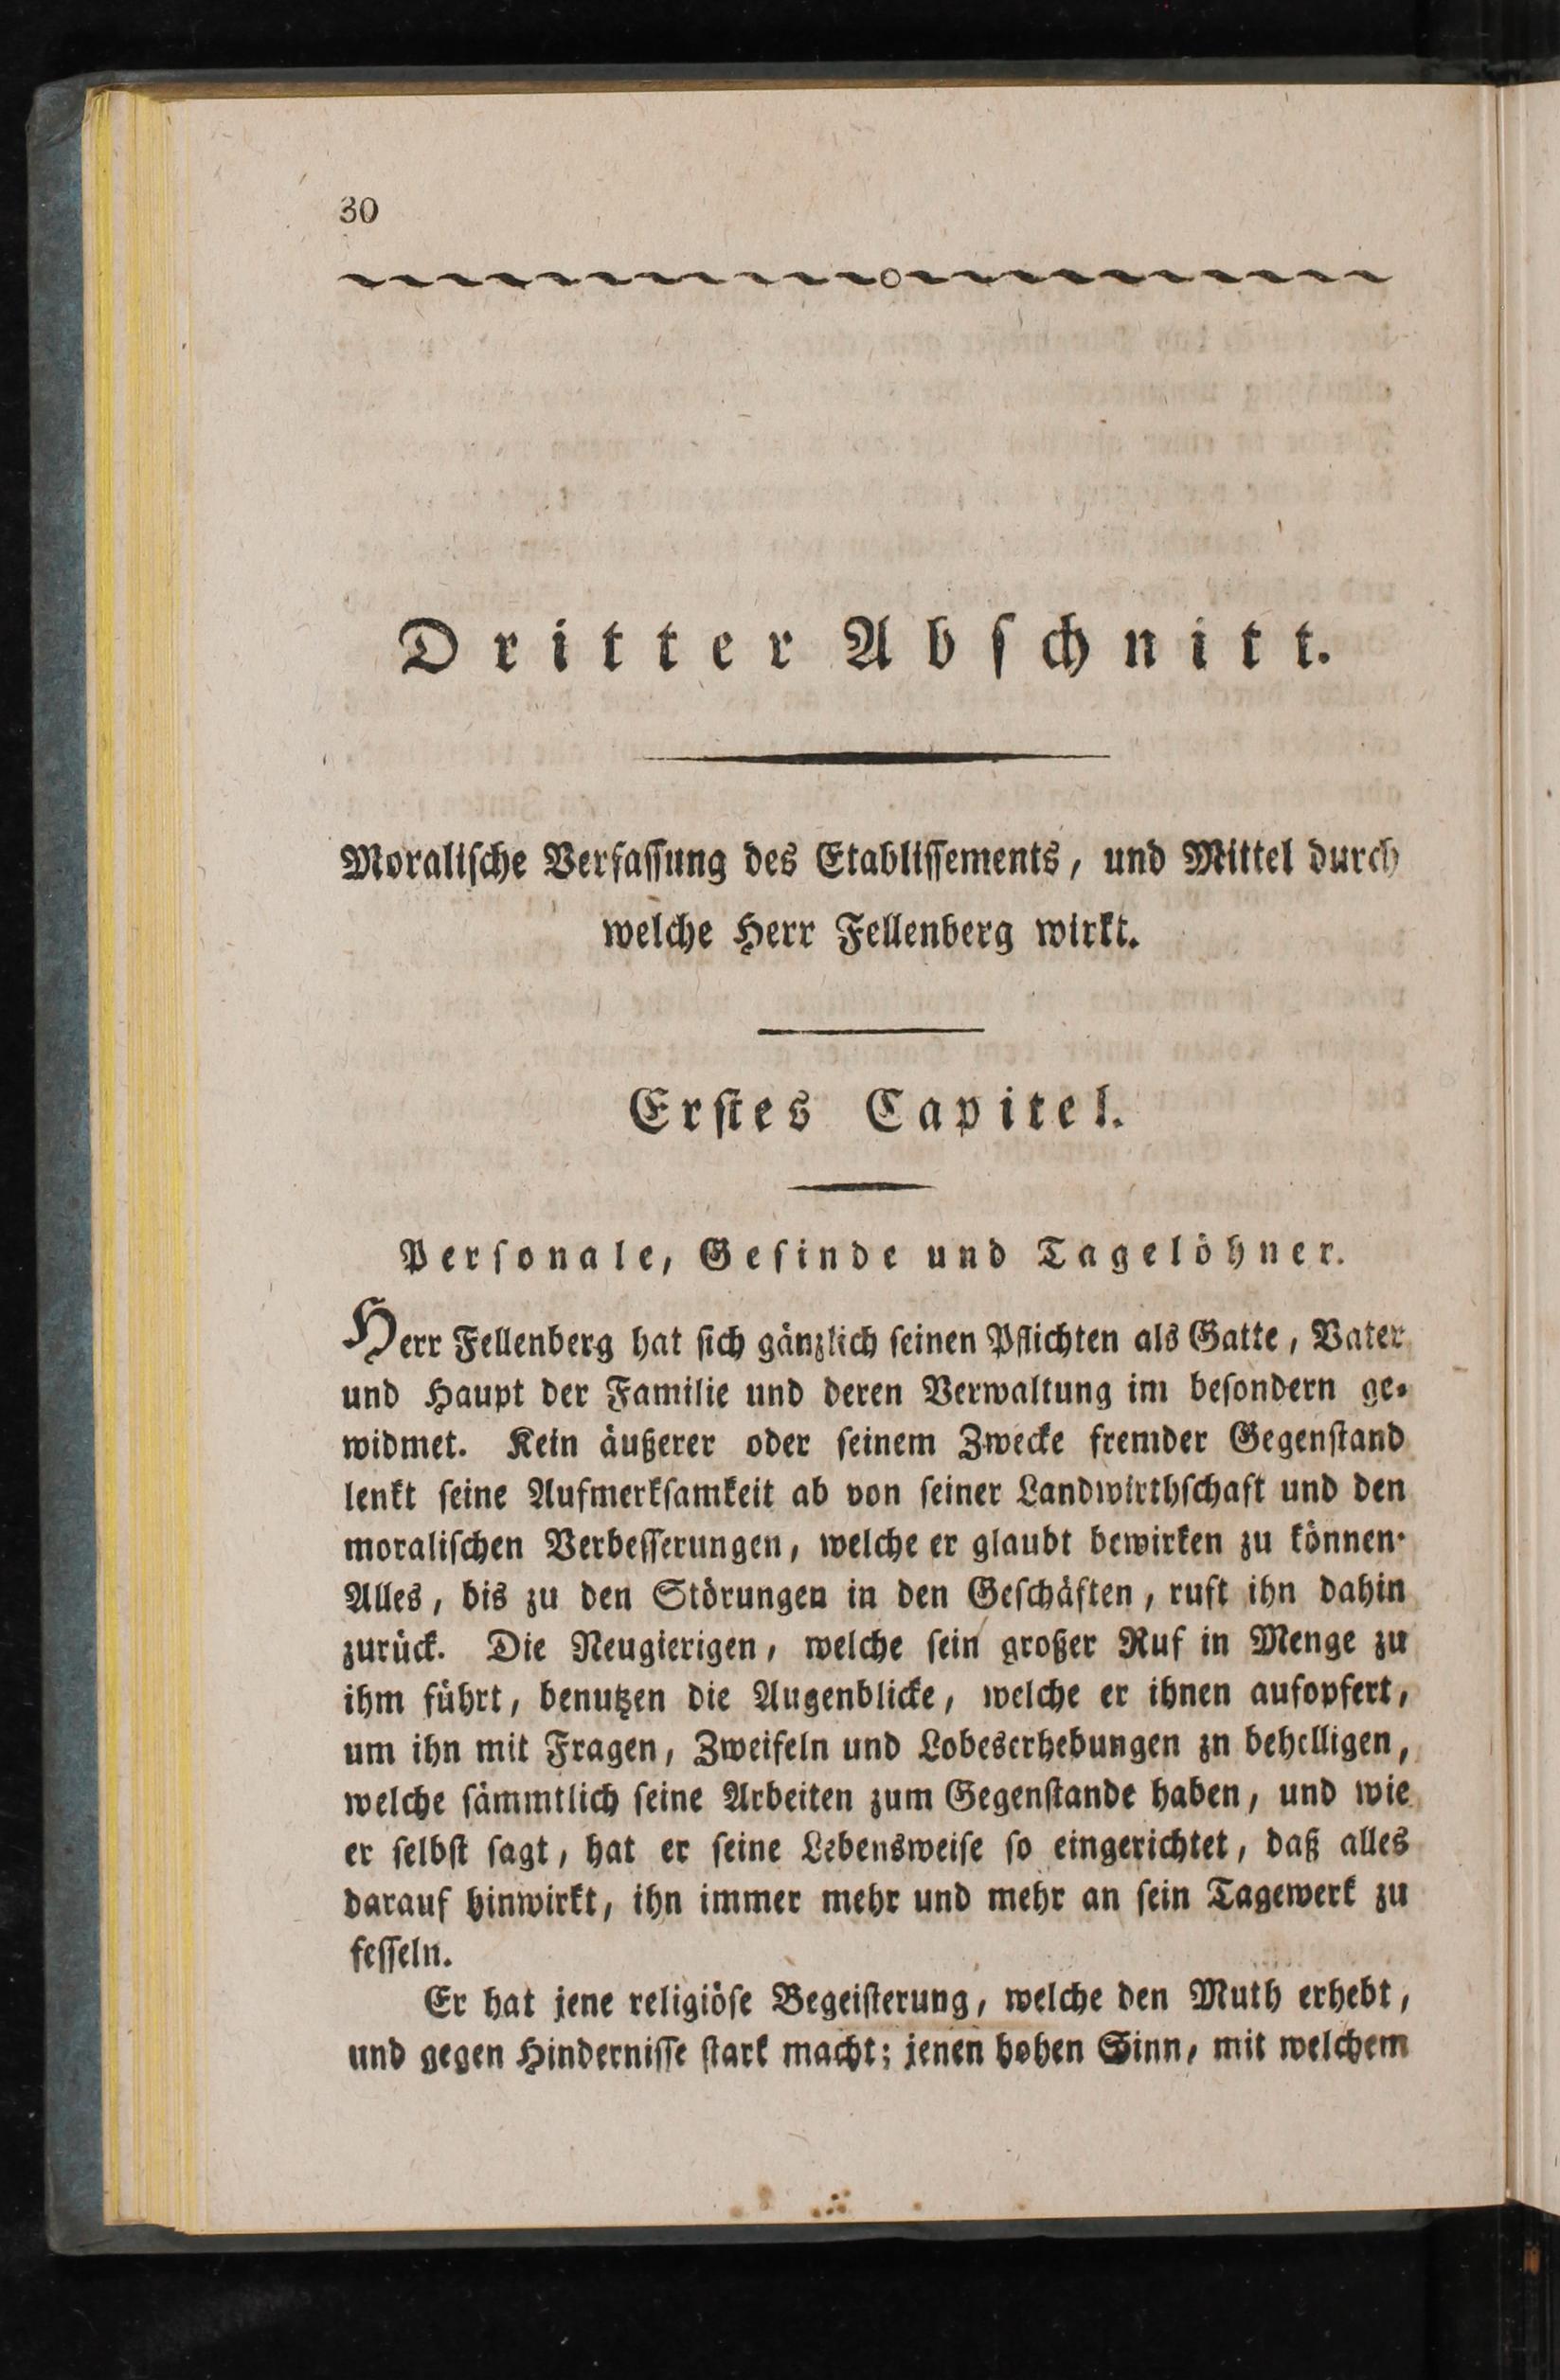 30
Dritter Abschnitt.
Moralische Verfassung des Etablissements, und Mittel durch
welche Herr Fellenberg wirkt.
Erstes Capitel.
Personale, Gesinde und Tagelöhner.
Herr Fellenberg hat sich gänzlich seinen Pflichten als Gatte, Vater
und Haupt der Familie und deren Verwaltung im besondern ge-
widmet. Kein äußerer oder seinem Zwecke fremder Gegenstand
lenkt seine Aufmerksamkeit ab von seiner Landwirthschaft und den
moralischen Verbesserungen, welche er glaubt bewirken zu können.
Alles, bis zu den Störungen in den Geschäften, ruft ihn dahin
zurück. Die Neugierigen, welche sein großer Ruf in Menge zu
ihm führt, benutzen die Augenblicke, welche er ihnen aufopfert,
um ihn mit Fragen, Zweifeln und Lobeserhebungen zn behelligen,
welche sämmtlich seine Arbeiten zum Gegenstande haben, und wie
er selbst sagt, hat er seine Lebensweise so eingerichtet, daß alles
darauf hinwirkt, ihn immer mehr und mehr an sein Tagewerk zu
fesseln.
Er hat jene religiöse Begeisterung, welche den Muth erhebt,
und gegen Hindernisse stark macht; jenen hohen Sinn, mit welchem